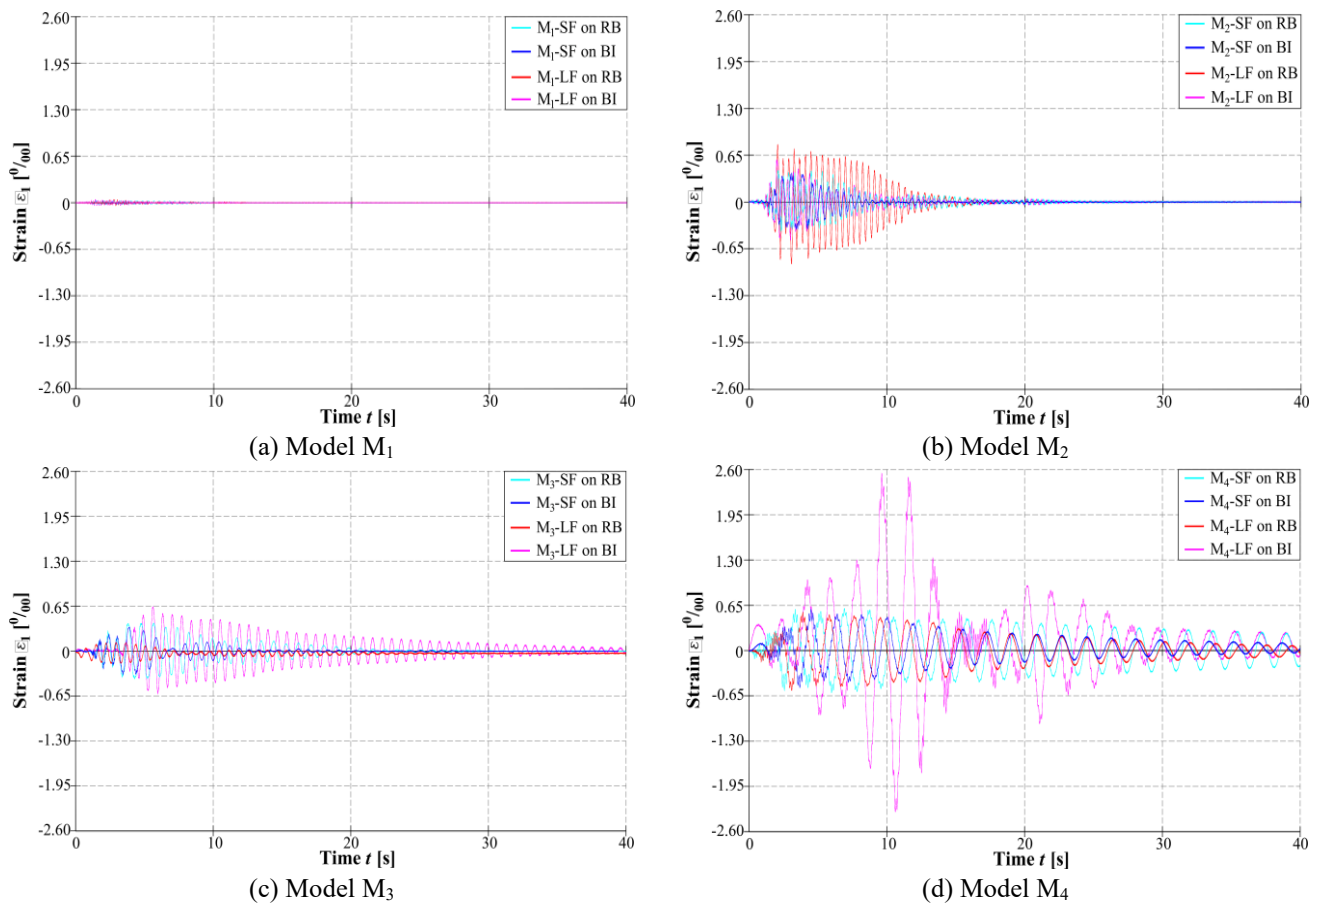 2.60
1.95
1.30
0.65
0
-0.65
-1.30
-1.95
-2.60
Strain ε₁ [⁰/₀₀]
0 10 20 30 40
Time t [s]
M₁-SF on RB
M₁-SF on BI
M₁-LF on RB
M₁-LF on BI
(a) Model M₁
2.60
1.95
1.30
0.65
0
-0.65
-1.30
-1.95
-2.60
Strain ε₁ [⁰/₀₀]
0 10 20 30 40
Time t [s]
M₂-SF on RB
M₂-SF on BI
M₂-LF on RB
M₂-LF on BI
(b) Model M₂
2.60
1.95
1.30
0.65
0
-0.65
-1.30
-1.95
-2.60
Strain ε₁ [⁰/₀₀]
0 10 20 30 40
Time t [s]
M₃-SF on RB
M₃-SF on BI
M₃-LF on RB
M₃-LF on BI
(c) Model M₃
2.60
1.95
1.30
0.65
0
-0.65
-1.30
-1.95
-2.60
Strain ε₁ [⁰/₀₀]
0 10 20 30 40
Time t [s]
M₄-SF on RB
M₄-SF on BI
M₄-LF on RB
M₄-LF on BI
(d) Model M₄